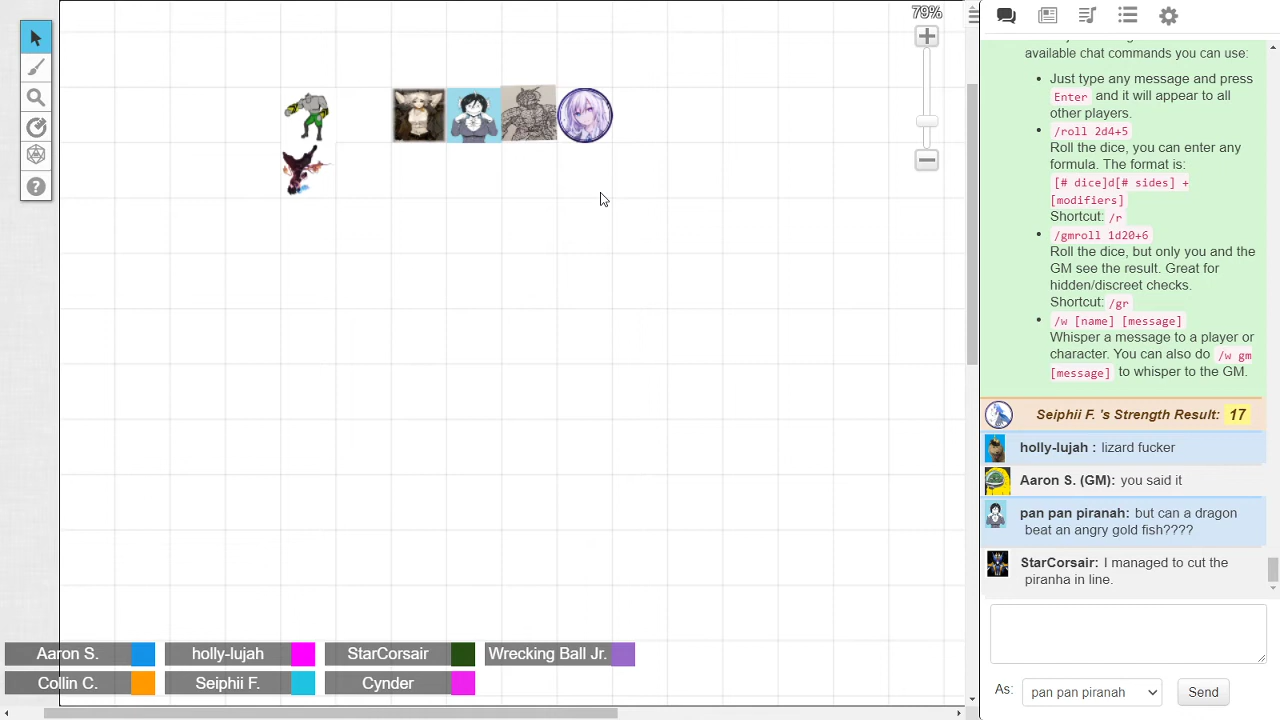 79%
available chat commands you can use:
Just type any message and press
Enter and it will appear to all
other players.
/roll 2d4+5
Roll the dice, you can enter any
formula. The format is:
[# dice]d[# sides] +
[modifiers]
Shortcut: /r
/gmroll 1d20+6
Roll the dice, but only you and the
GM see the result. Great for
hidden/discreet checks.
Shortcut: /gr
/w [name] [message]
Whisper a message to a player or
character. You can also do /w gm
[message] to whisper to the GM.
Seiphii F. 's Strength Result: 17
holly-lujah : lizard fucker
Aaron S. (GM): you said it
pan pan piranah: but can a dragon
beat an angry gold fish????
StarCorsair: I managed to cut the
piranha in line.
As: pan pan piranah Send
Aaron S. holly-lujah StarCorsair Wrecking Ball Jr.
Collin C. Seiphii F. Cynder